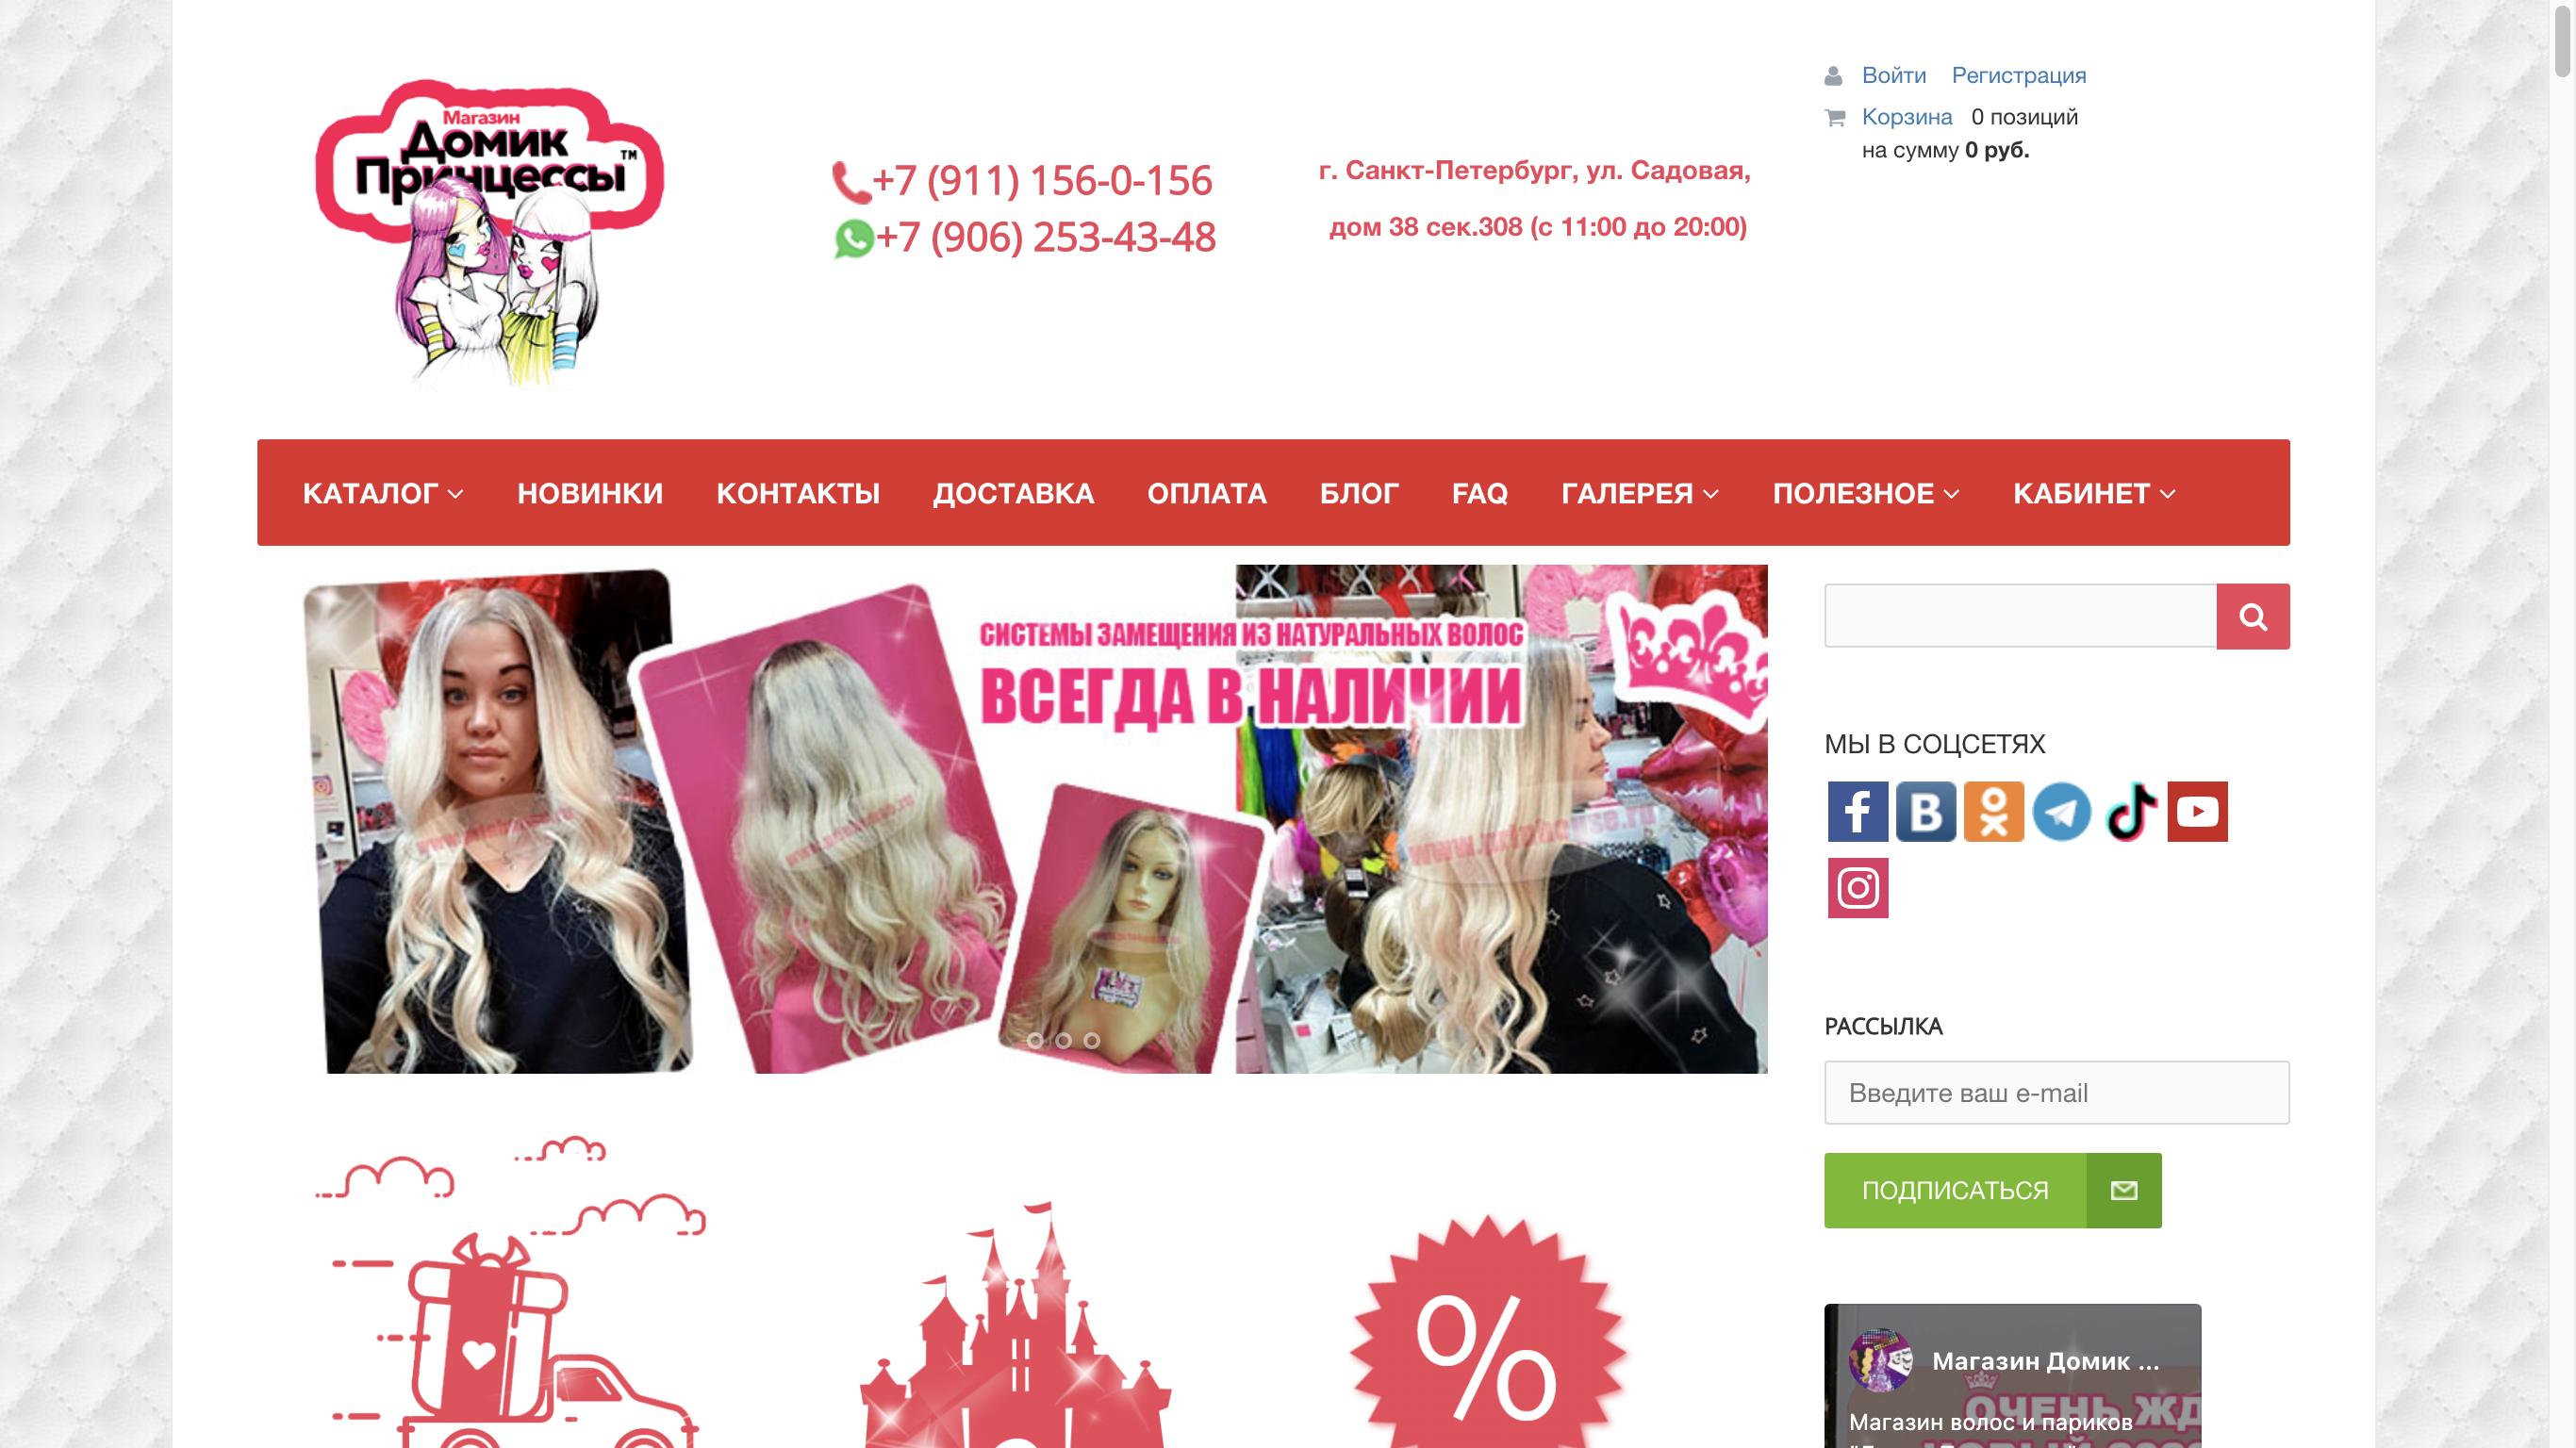 Магазин
Домик
Принцессы™
+7 (911) 156-0-156
+7 (906) 253-43-48
г. Санкт-Петербург, ул. Садовая,
дом 38 сек.308 (с 11:00 до 20:00)
Войти Регистрация
Корзина 0 позиций
на сумму 0 руб.
КАТАЛОГ НОВИНКИ КОНТАКТЫ ДОСТАВКА ОПЛАТА БЛОГ FAQ ГАЛЕРЕЯ ПОЛЕЗНОЕ КАБИНЕТ
СИСТЕМЫ ЗАМЕЩЕНИЯ ИЗ НАТУРАЛЬНЫХ ВОЛОС
ВСЕГДА В НАЛИЧИИ
МЫ В СОЦСЕТЯХ
РАССЫЛКА
Введите ваш e-mail
ПОДПИСАТЬСЯ
%
Магазин Домик ...
ОЧЕНЬ
Магазин волос и париков